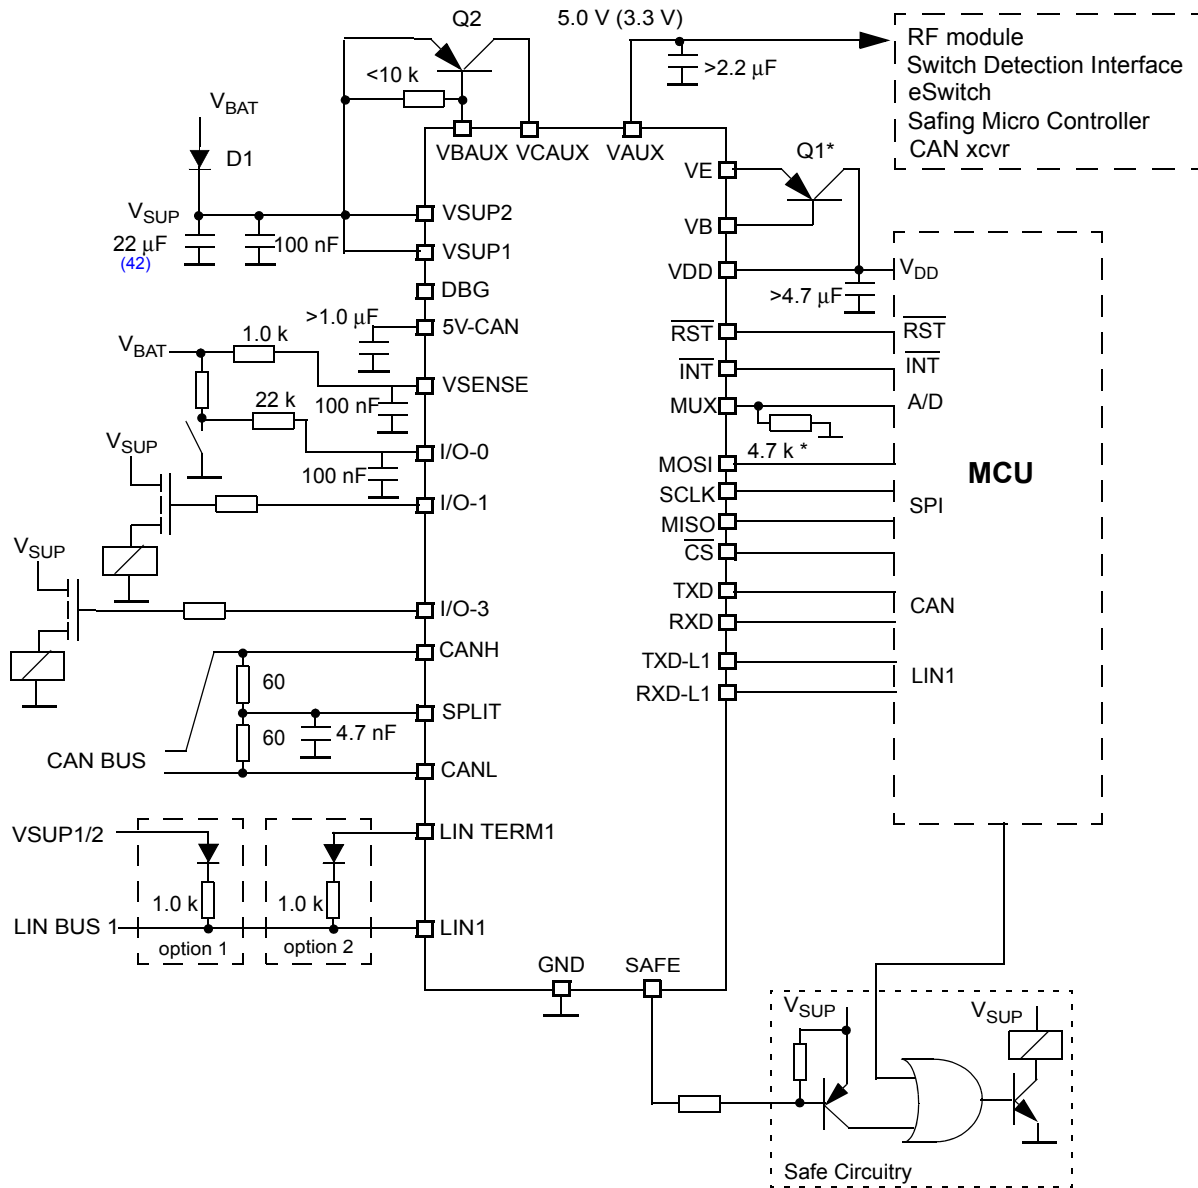 Q2
5.0 V (3.3 V)
RF module
Switch Detection Interface
eSwitch
Safing Micro Controller
CAN xcvr
>2.2 μF
<10 k
VBAT
D1
VBAUX
VCAUX
VAUX
Q1*
VE
VB
VSUP
22 μF
(42)
100 nF
VSUP2
VSUP1
VDD
VDD
>4.7 μF
DBG
>1.0 μF
5V-CAN
RST
RST
INT
INT
VBAT
1.0 k
VSENSE
100 nF
MUX
A/D
4.7 k *
22 k
I/O-0
100 nF
VSUP
I/O-1
MOSI
SCLK
MISO
CS
SPI
MCU
VSUP
I/O-3
TXD
RXD
CAN
CANH
60
SPLIT
60
4.7 nF
CAN BUS
CANL
TXD-L1
RXD-L1
LIN1
VSUP1/2
LIN TERM1
1.0 k
1.0 k
LIN BUS 1
LIN1
option 1
option 2
GND
SAFE
VSUP
VSUP
Safe Circuitry